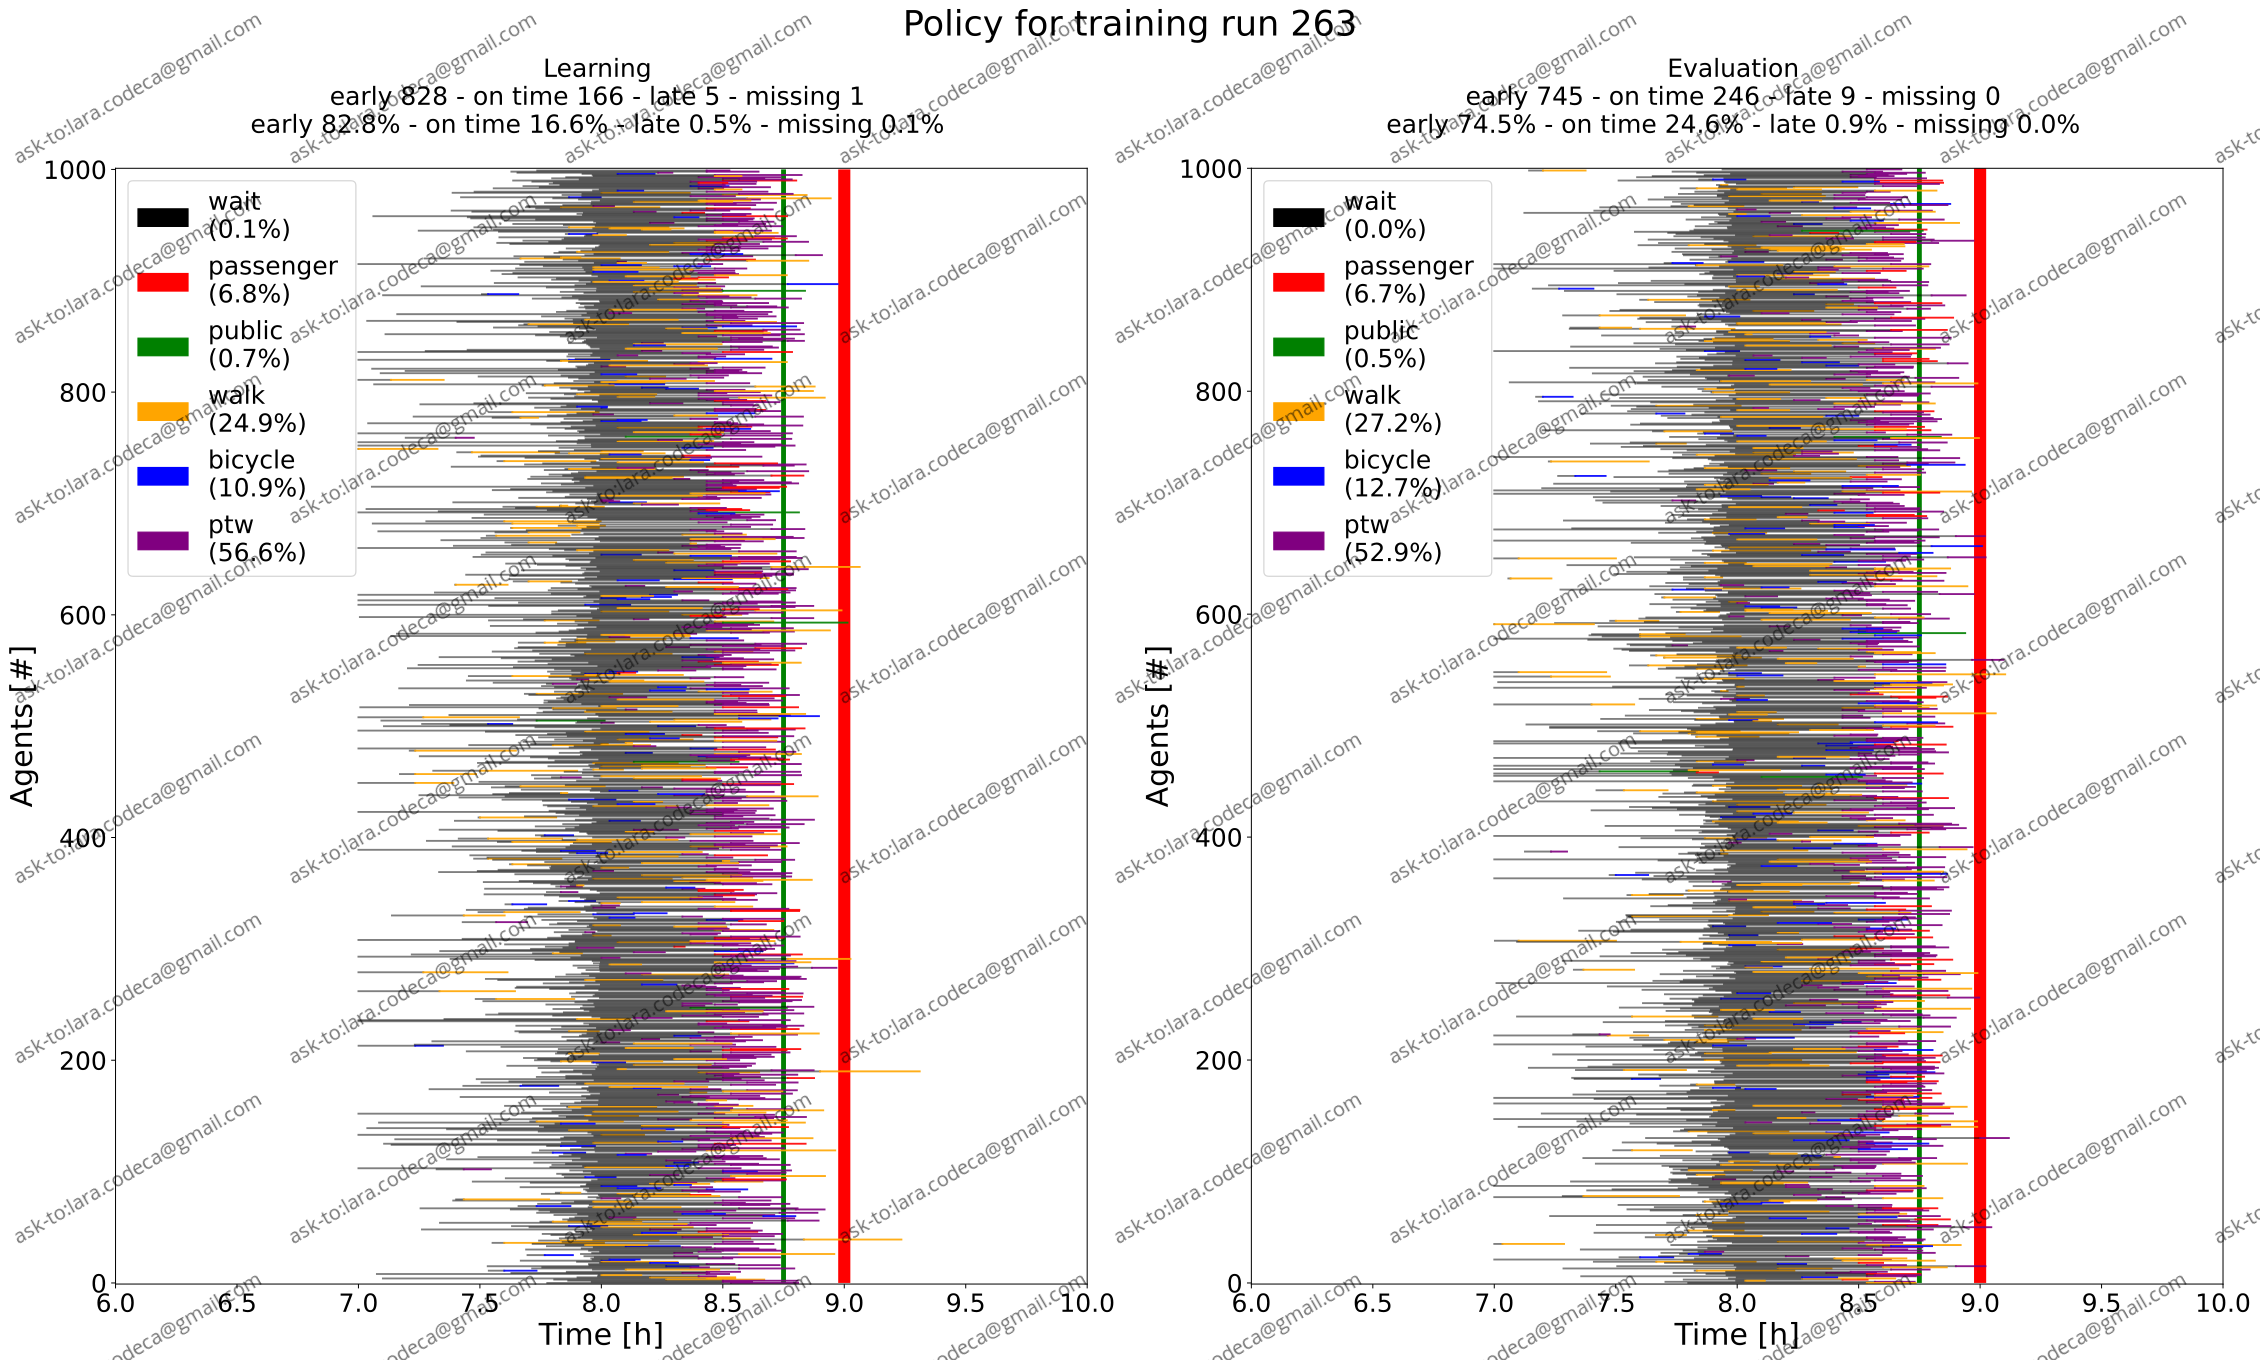 Policy for training run 263
Learning
early 828 - on time 166 - late 5 - missing 1
early 82.8% - on time 16.6% - late 0.5% - missing 0.1%
Agents [#]
1000
800
600
400
200
0
wait
(0.1%)
passenger
(6.8%)
public
(0.7%)
walk
(24.9%)
bicycle
(10.9%)
ptw
(56.6%)
6.0 6.5 7.0 7.5 8.0 8.5 9.0 9.5 10.0
Time [h]
Evaluation
early 745 - on time 246 - late 9 - missing 0
early 74.5% - on time 24.6% - late 0.9% - missing 0.0%
Agents [#]
1000
800
600
400
200
0
wait
(0.0%)
passenger
(6.7%)
public
(0.5%)
walk
(27.2%)
bicycle
(12.7%)
ptw
(52.9%)
6.0 6.5 7.0 7.5 8.0 8.5 9.0 9.5 10.0
Time [h]
ask-to:lara.codeca@gmail.com